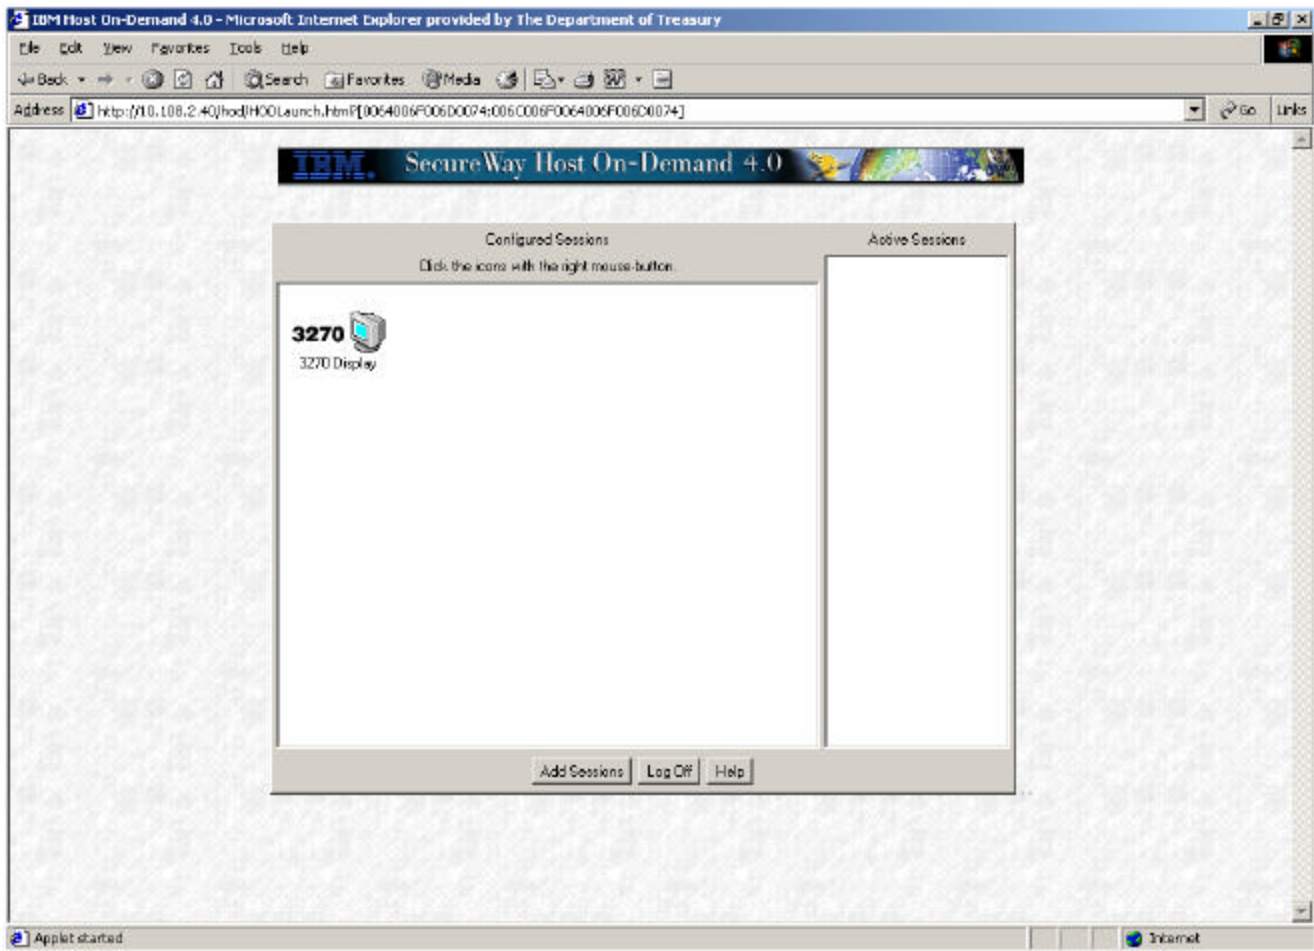 IBM Host On-Demand 4.0 - Microsoft Internet Explorer provided by The Department of Treasury
File Edit View Favorites Tools Help
Back Search Favorites Media
Address http://10.108.2.40/hod/HODLaunch.html?[0064006F006D0074:006C006F0064006F006D0074] Go Links
IBM. SecureWay Host On-Demand 4.0
Configured Sessions Active Sessions
Click the icons with the right mouse-button.
3270
3270 Display
Add Sessions Log Off Help
Applet started Internet